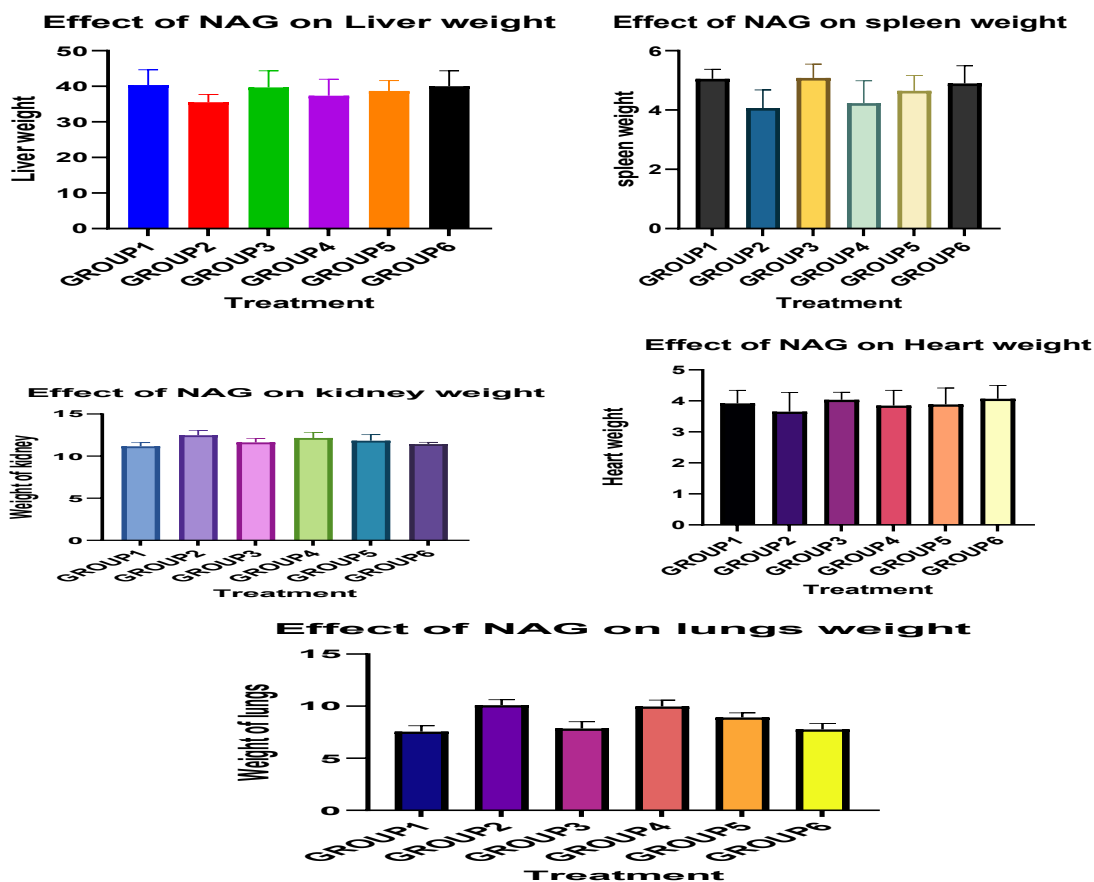 Effect of NAG on Liver weight
Liver weight
50
40
30
20
10
0
GROUP1
GROUP2
GROUP3
GROUP4
GROUP5
GROUP6
Treatment
Effect of NAG on spleen weight
spleen weight
6
4
2
0
GROUP1
GROUP2
GROUP3
GROUP4
GROUP5
GROUP6
Treatment
Effect of NAG on kidney weight
Weight of kidney
15
10
5
0
GROUP1
GROUP2
GROUP3
GROUP4
GROUP5
GROUP6
Treatment
Effect of NAG on Heart weight
Heart weight
5
4
3
2
1
0
GROUP1
GROUP2
GROUP3
GROUP4
GROUP5
GROUP6
Treatment
Effect of NAG on lungs weight
Weight of lungs
15
10
5
0
GROUP1
GROUP2
GROUP3
GROUP4
GROUP5
GROUP6
Treatment